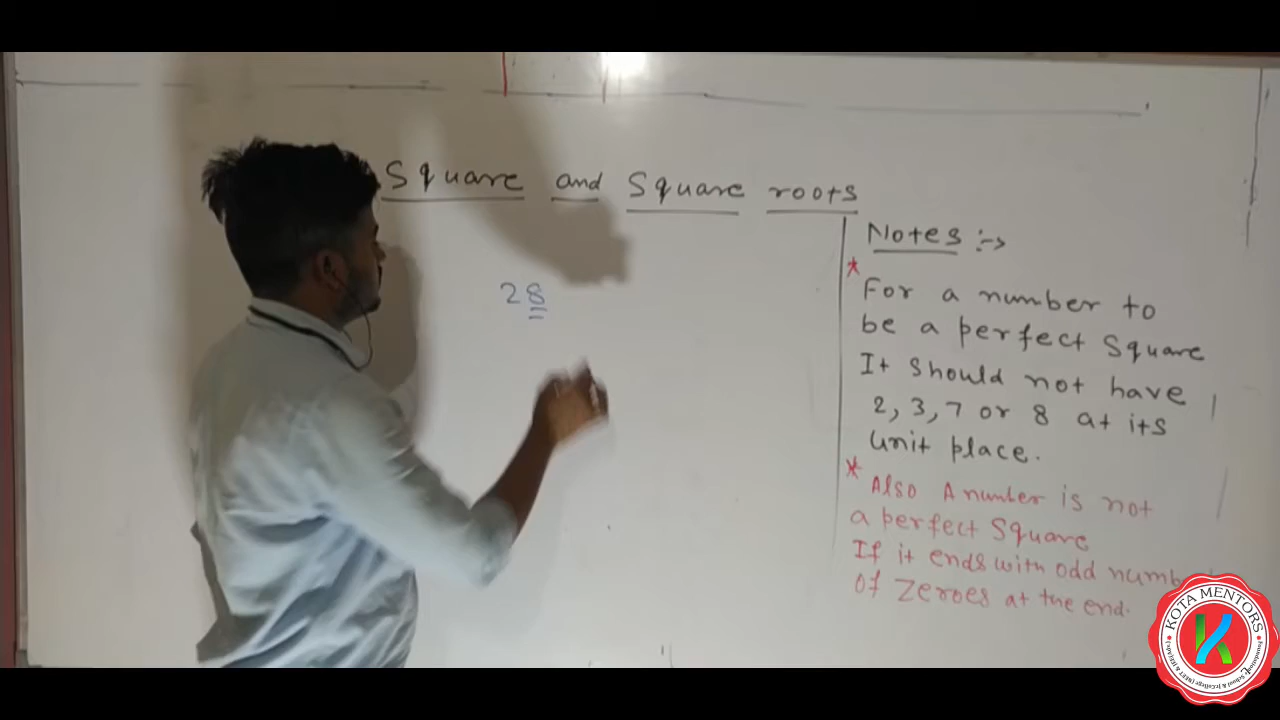 Square and Square roots
28
Notes :->
* For a number to
be a perfect Square
It should not have
2, 3, 7 or 8 at its
Unit place.
* Also A number is not
a perfect Square
If it ends with odd numbe
of Zeroes at the end.
KOTA MENTORS